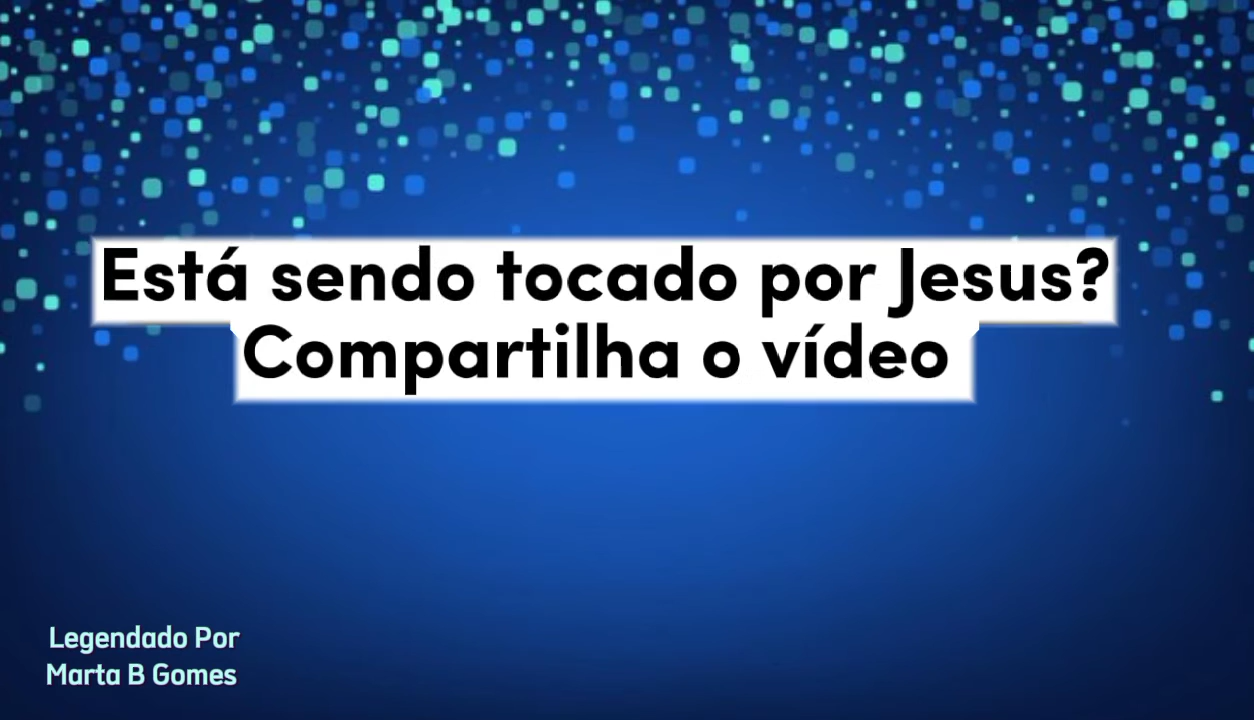 Está sendo tocado por Jesus?
Compartilha o vídeo
Legendado Por
Marta B Gomes